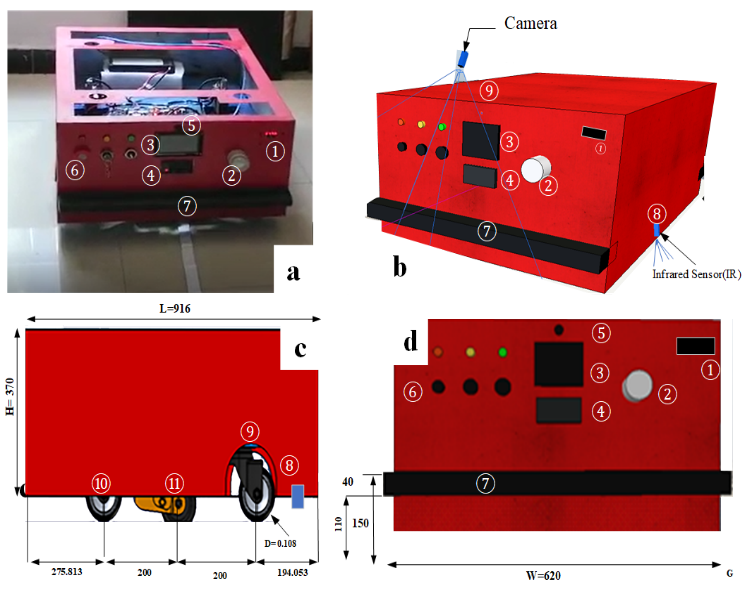 Camera
⑤
③
①
④
②
⑥
⑦
a
⑨
③
①
④
②
⑦
⑧
b
Infrared Sensor(IR)
L=916
c
H= 370
⑨
⑧
⑩
⑪
D=0.108
275.813
200
200
194.053
d
⑤
①
③
⑥
②
④
⑦
40
110
150
W=620
G